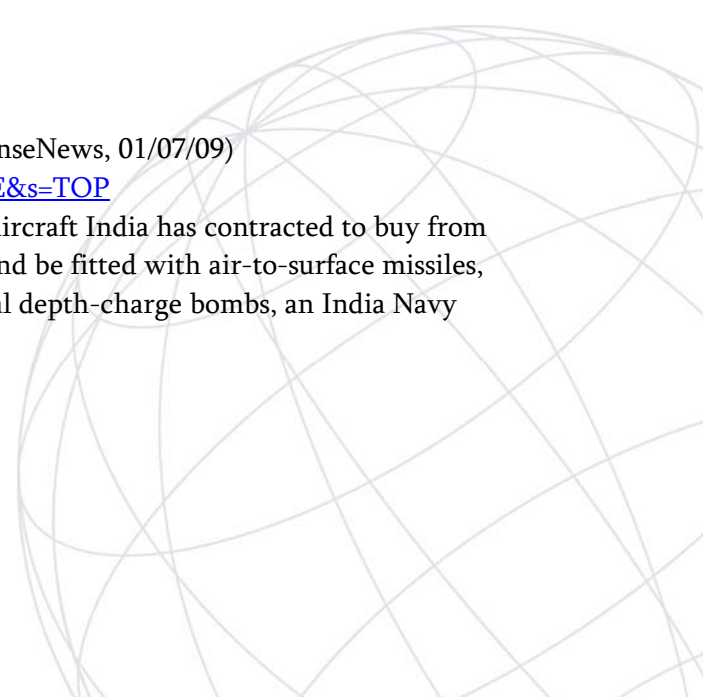 nseNews, 01/07/09)
E&s=TOP
ircraft India has contracted to buy from
nd be fitted with air-to-surface missiles,
al depth-charge bombs, an India Navy